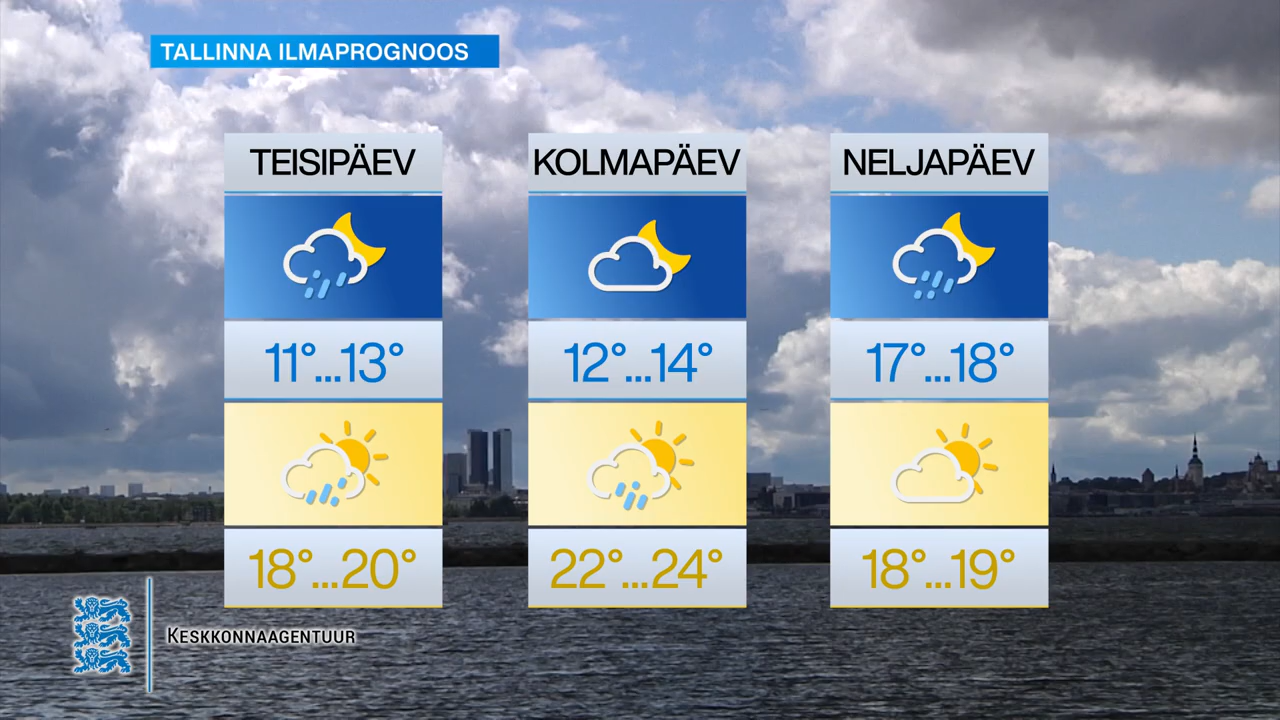 TALLINNA ILMAPROGNOOS
TEISIPÄEV
11°...13°
18°...20°
KOLMAPÄEV
12°...14°
22°...24°
NELJAPÄEV
17°...18°
18°...19°
KESKKONNAAGENTUUR